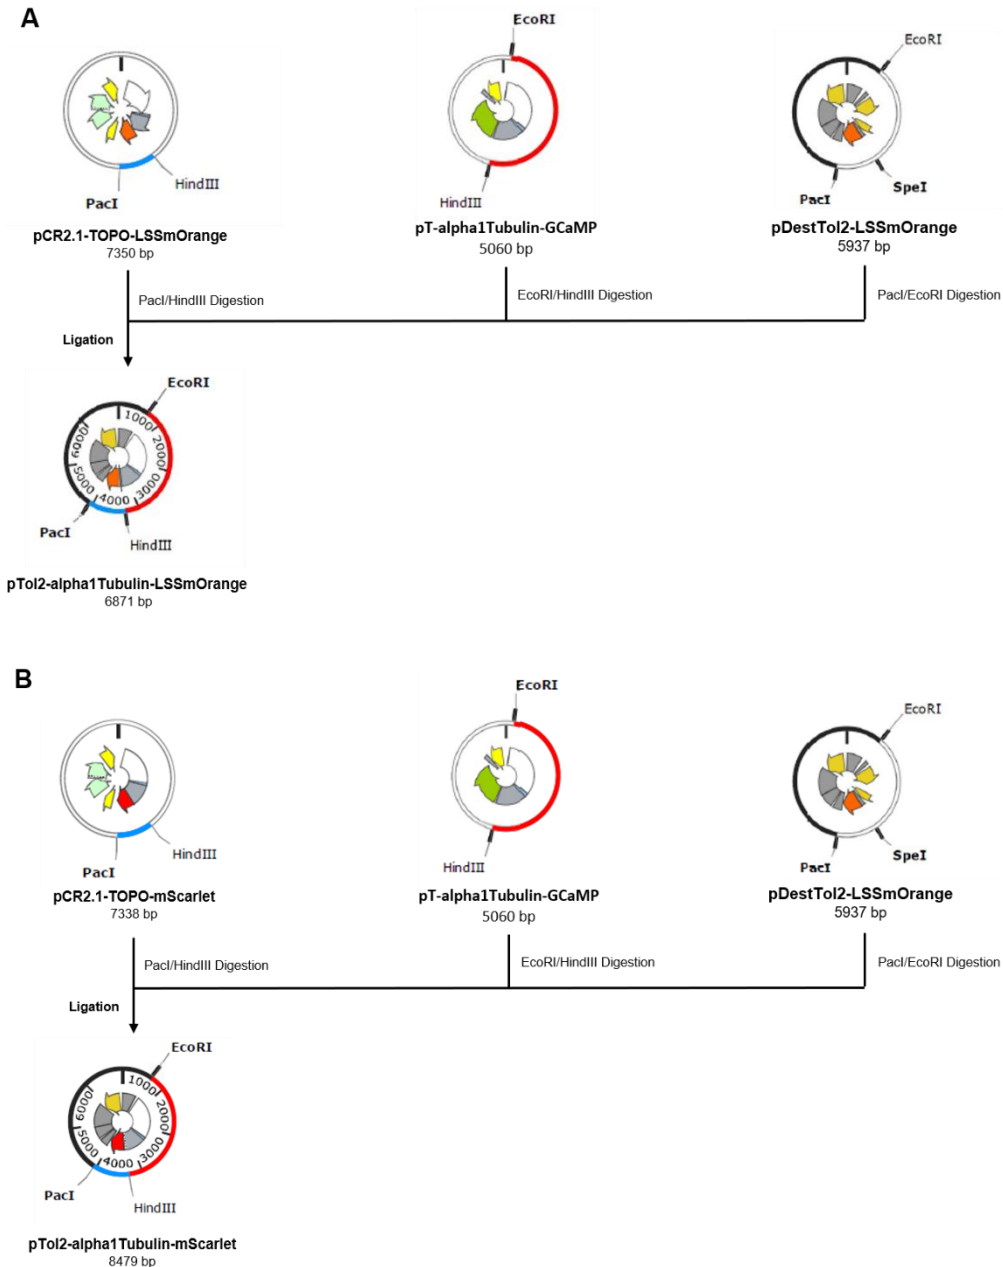 A
EcoRI
EcoRI
HindIII
PacI
HindIII
PacI
SpeI
pCR2.1-TOPO-LSSmOrange
7350 bp
pT-alpha1Tubulin-GCaMP
5060 bp
pDestTol2-LSSmOrange
5937 bp
PacI/HindIII Digestion
EcoRI/HindIII Digestion
PacI/EcoRI Digestion
Ligation
EcoRI
1000
2000
3000
4000
5000
6000
PacI
HindIII
pTol2-alpha1Tubulin-LSSmOrange
6871 bp
B
EcoRI
EcoRI
HindIII
PacI
HindIII
PacI
SpeI
pCR2.1-TOPO-mScarlet
7338 bp
pT-alpha1Tubulin-GCaMP
5060 bp
pDestTol2-LSSmOrange
5937 bp
PacI/HindIII Digestion
EcoRI/HindIII Digestion
PacI/EcoRI Digestion
Ligation
EcoRI
1000
2000
3000
4000
5000
6000
PacI
HindIII
pTol2-alpha1Tubulin-mScarlet
8479 bp